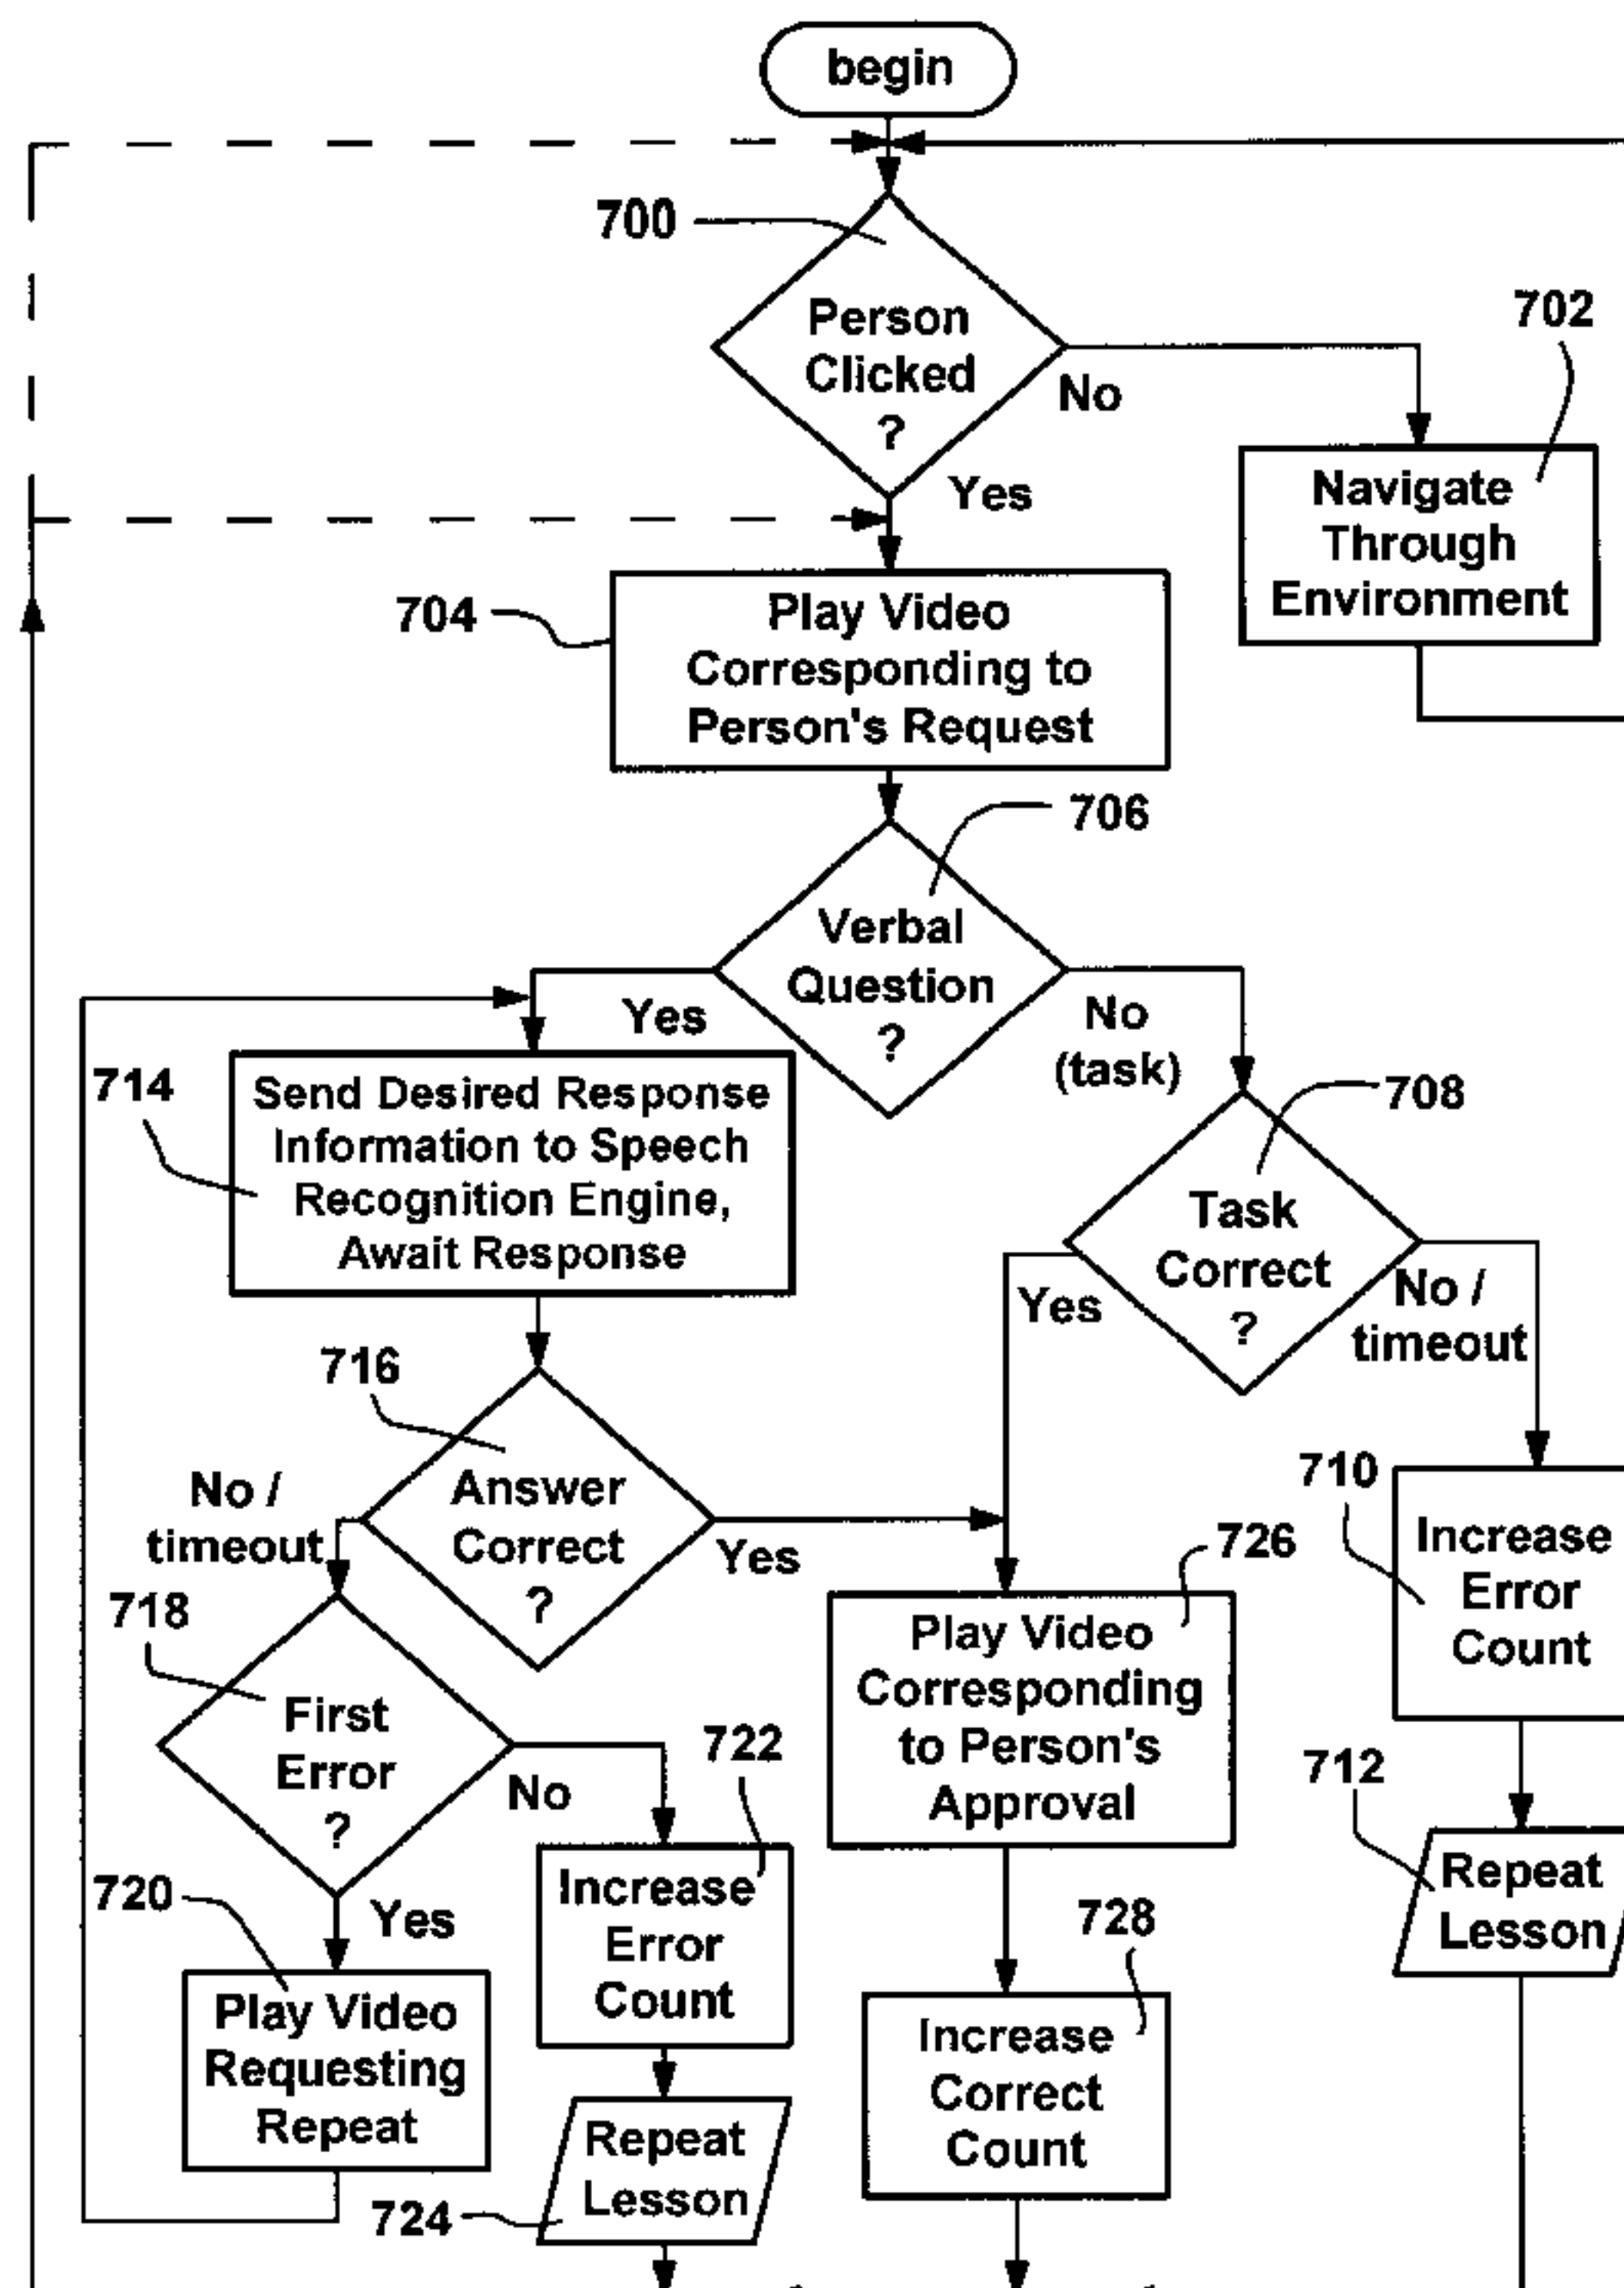 begin
700
Person
Clicked
?
No
Yes
702
Navigate
Through
Environment
704
Play Video
Corresponding to
Person's Request
706
Verbal
Question
?
Yes
No
(task)
714
Send Desired Response
Information to Speech
Recognition Engine,
Await Response
708
Task
Correct
?
Yes
No /
timeout
716
Answer
Correct
?
No /
timeout
Yes
710
Increase
Error
Count
726
Play Video
Corresponding
to Person's
Approval
718
First
Error
?
No
Yes
722
Increase
Error
Count
712
Repeat
Lesson
720
Play Video
Requesting
Repeat
728
Increase
Correct
Count
724
Repeat
Lesson